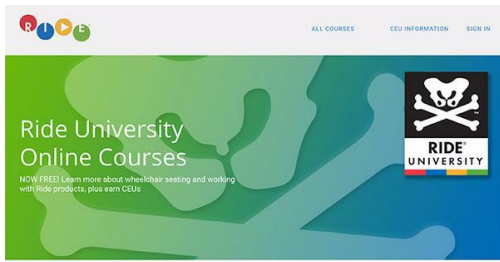 RIDE
ALL COURSES CEU INFORMATION SIGN IN
Ride University
Online Courses
NOW FREE! Learn more about wheelchair seating and working
with Ride products, plus earn CEUs
RIDE®
UNIVERSITY